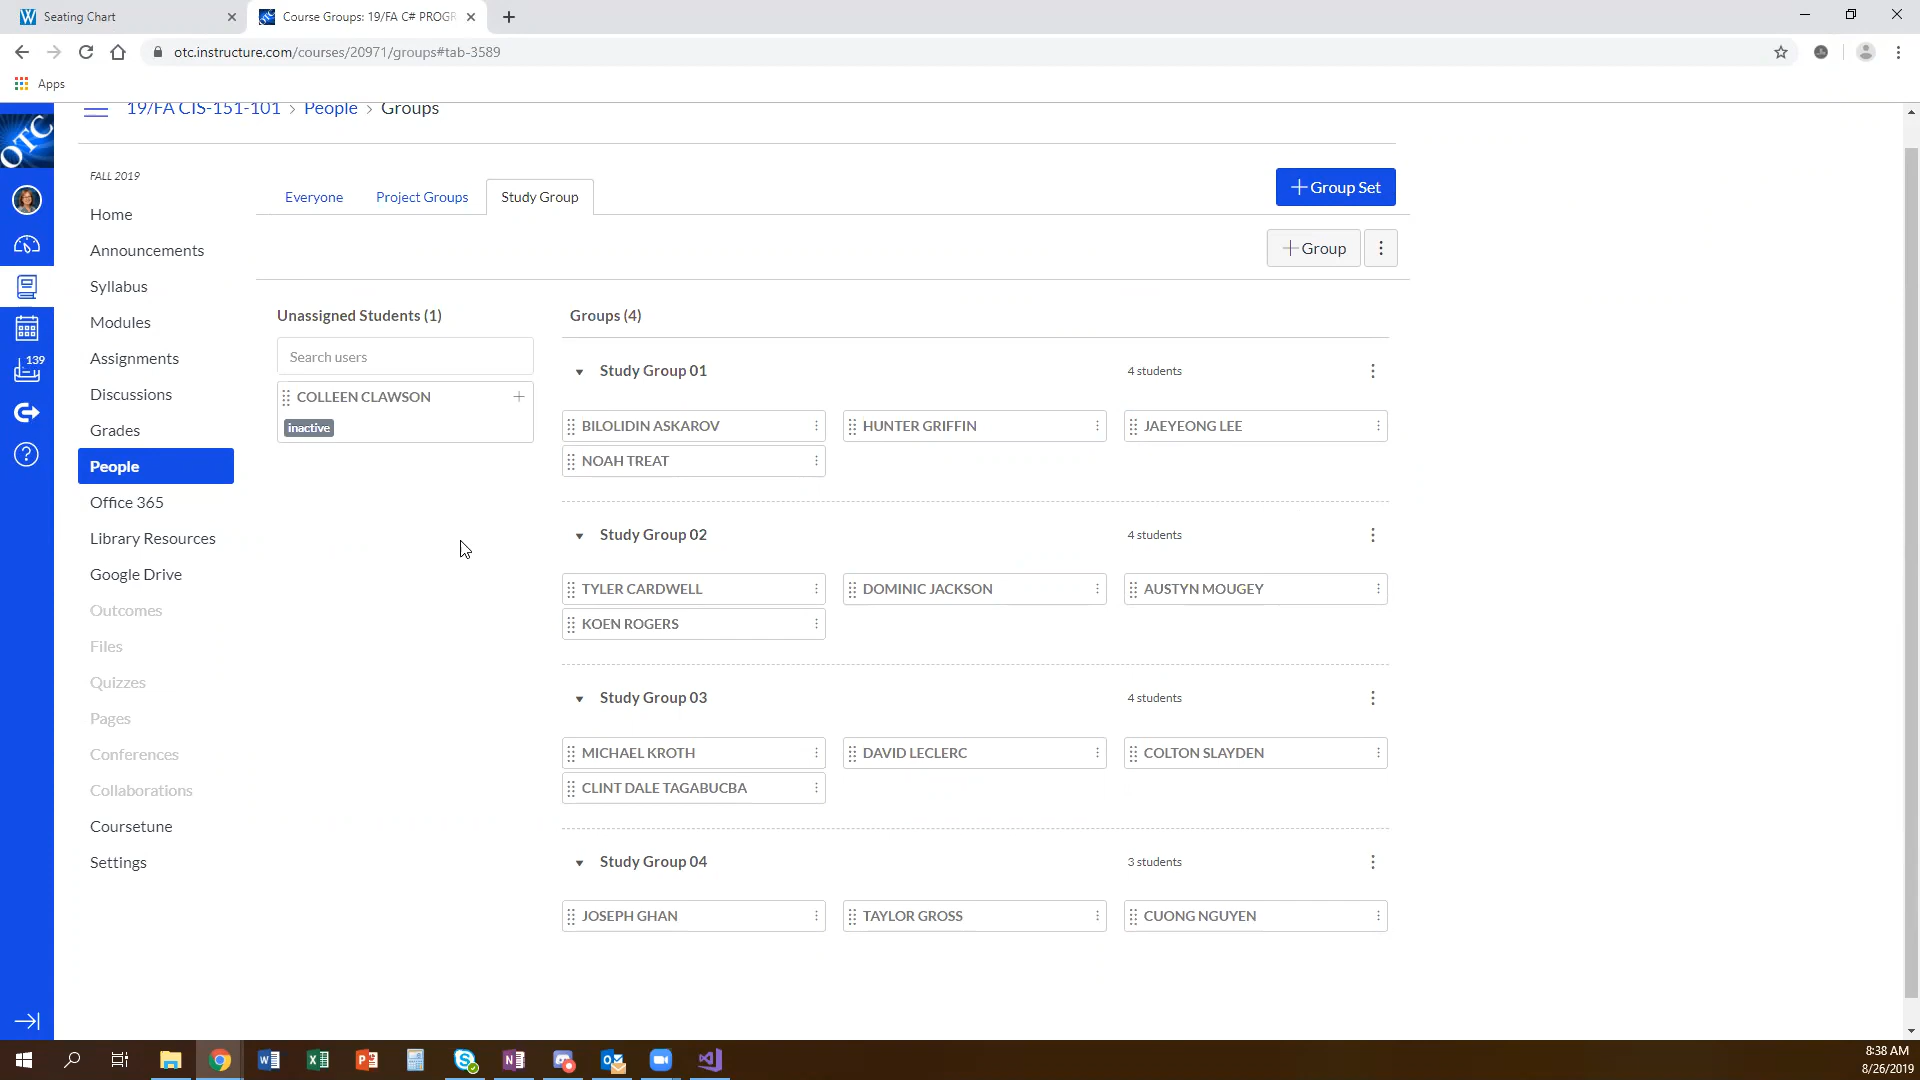 Seating Chart
Course Groups: 19/FA C# PROGR
otc.instructure.com/courses/20971/groups#tab-3589
Apps
19/FA CIS-151-101 > People > Groups
OTC
139
FALL 2019
Home
Announcements
Syllabus
Modules
Assignments
Discussions
Grades
People
Office 365
Library Resources
Google Drive
Outcomes
Files
Quizzes
Pages
Conferences
Collaborations
Coursetune
Settings
Everyone
Project Groups
Study Group
+Group Set
+Group
Unassigned Students (1)
Search users
COLLEEN CLAWSON
inactive
Groups (4)
Study Group 01
4 students
BILOLIDIN ASKAROV
HUNTER GRIFFIN
JAEYEONG LEE
NOAH TREAT
Study Group 02
4 students
TYLER CARDWELL
DOMINIC JACKSON
AUSTYN MOUGEY
KOEN ROGERS
Study Group 03
4 students
MICHAEL KROTH
DAVID LECLERC
COLTON SLAYDEN
CLINT DALE TAGABUCBA
Study Group 04
3 students
JOSEPH GHAN
TAYLOR GROSS
CUONG NGUYEN
8:38 AM
8/26/2019